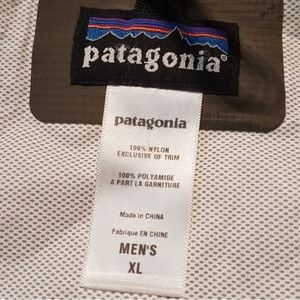 patagonia®
patagonia
100% NYLON
EXCLUSIVE OF TRIM
100% POLYAMIDE
A PART LA GARNITURE
Made in CHINA
Fabriqué EN CHINE
MEN'S
XL